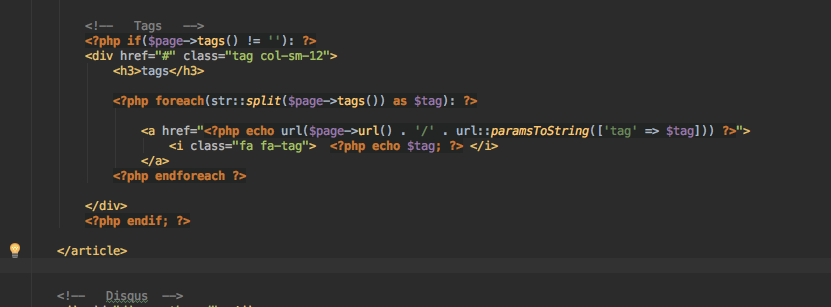 <!--   Tags   -->
<?php if($page->tags() != ''): ?>
<div href="#" class="tag col-sm-12">
<h3>tags</h3>
<?php foreach(str::split($page->tags()) as $tag): ?>
<a href="<?php echo url($page->url() . '/' . url::paramsToString(['tag' => $tag])) ?>">
<i class="fa fa-tag">  <?php echo $tag; ?> </i>
</a>
<?php endforeach ?>
</div>
<?php endif; ?>
</article>
<!--   Disqus  -->